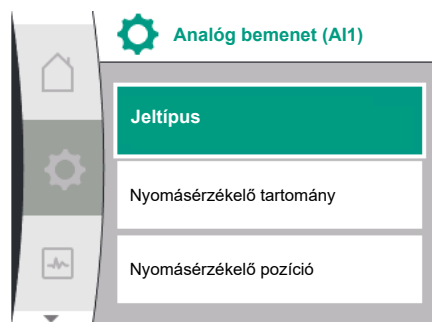 Analóg bemenet (AI1)
Jeltípus
Nyomásérzékelő tartomány
Nyomásérzékelő pozíció